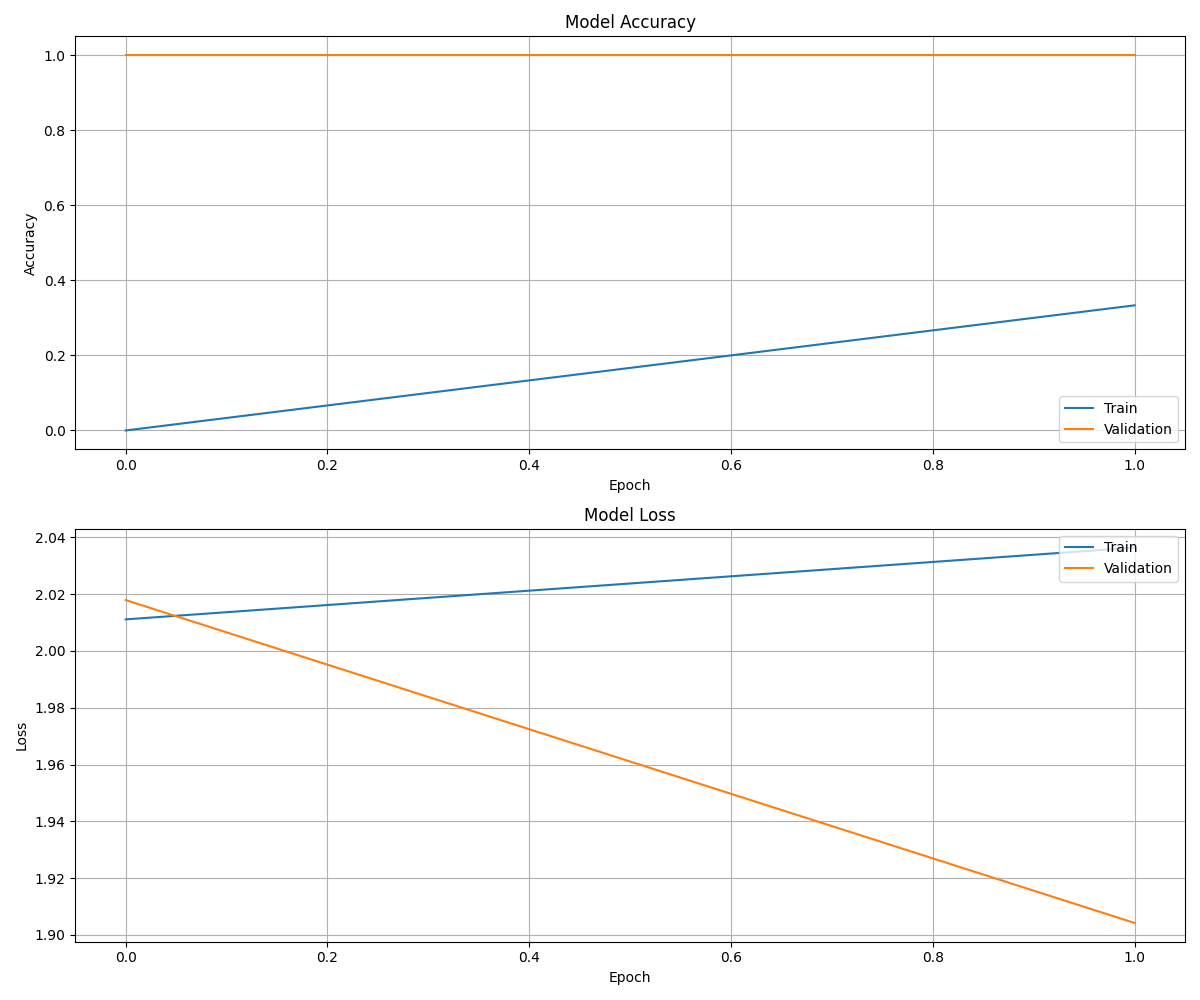 Model Accuracy
1.0
0.8
0.6
0.4
0.2
0.0
Accuracy
Train
Validation
0.0 0.2 0.4 0.6 0.8 1.0
Epoch
Model Loss
2.04
2.02
2.00
1.98
1.96
1.94
1.92
1.90
Loss
Train
Validation
0.0 0.2 0.4 0.6 0.8 1.0
Epoch